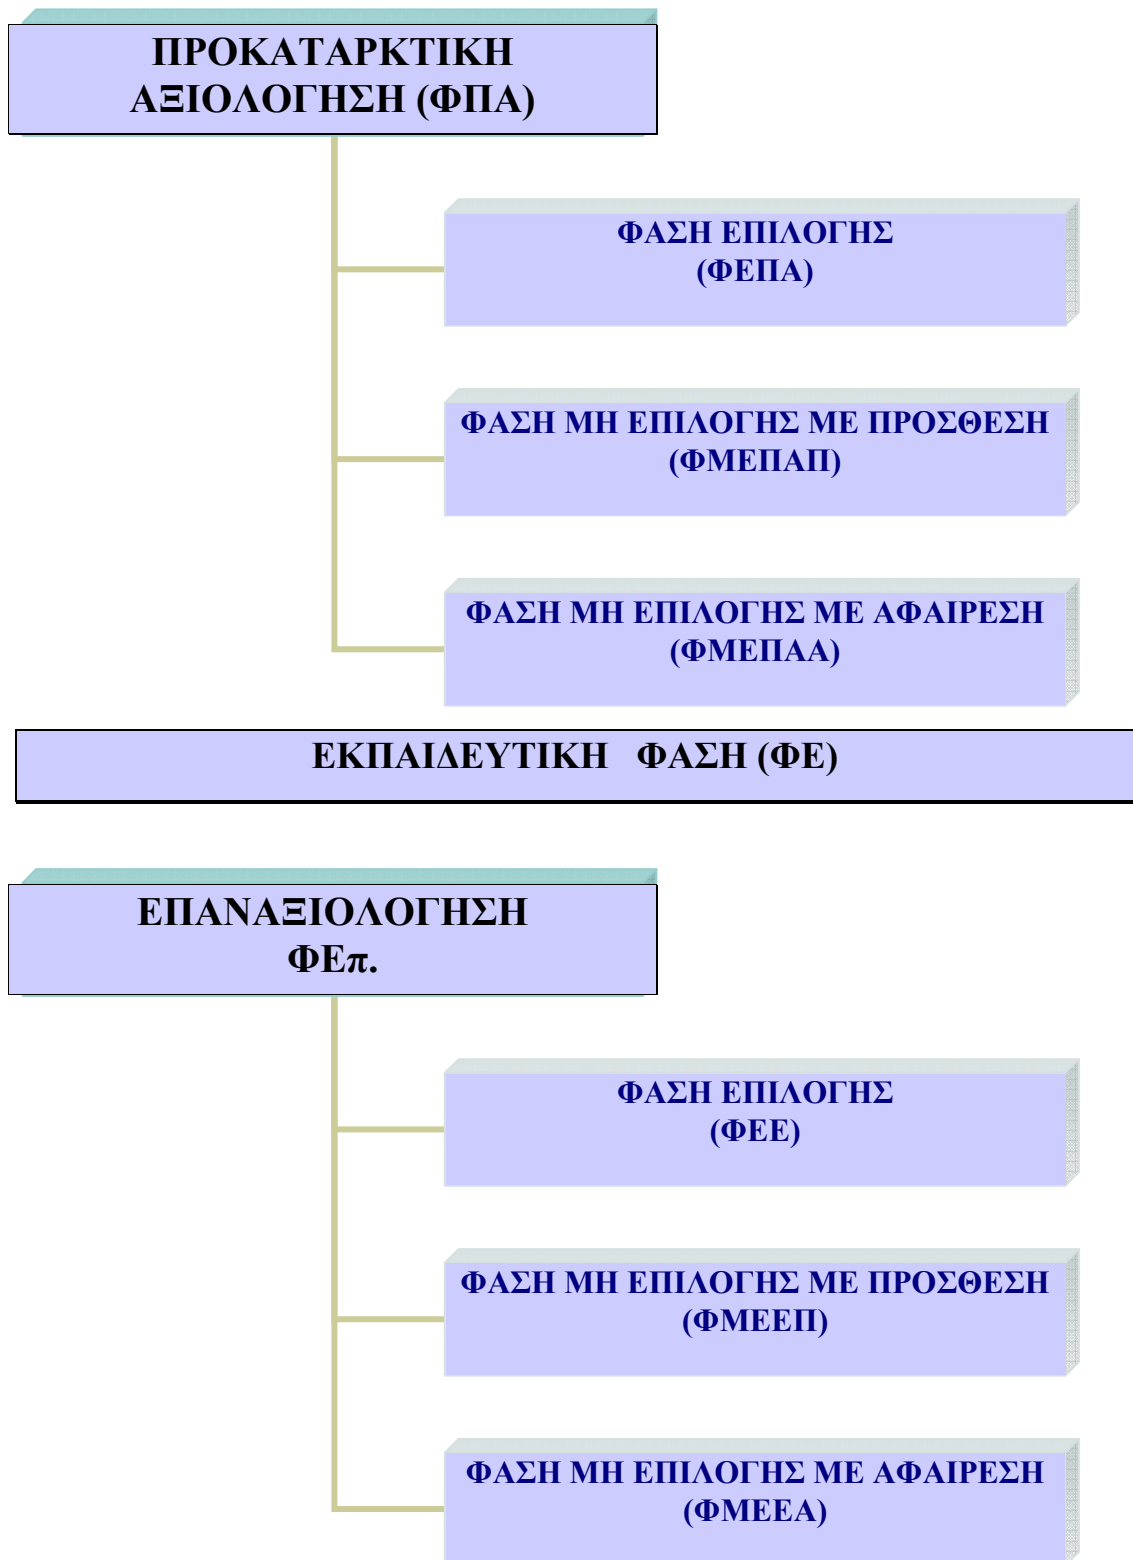 ΠΡΟΚΑΤΑΡΚΤΙΚΗ
ΑΞΙΟΛΟΓΗΣΗ (ΦΠΑ)
ΦΑΣΗ ΕΠΙΛΟΓΗΣ
(ΦΕΠΑ)
ΦΑΣΗ ΜΗ ΕΠΙΛΟΓΗΣ ΜΕ ΠΡΟΣΘΕΣΗ
(ΦΜΕΠΑΠ)
ΦΑΣΗ ΜΗ ΕΠΙΛΟΓΗΣ ΜΕ ΑΦΑΙΡΕΣΗ
(ΦΜΕΠΑΑ)
ΕΚΠΑΙΔΕΥΤΙΚΗ ΦΑΣΗ (ΦΕ)
ΕΠΑΝΑΞΙΟΛΟΓΗΣΗ
ΦΕπ.
ΦΑΣΗ ΕΠΙΛΟΓΗΣ
(ΦΕΕ)
ΦΑΣΗ ΜΗ ΕΠΙΛΟΓΗΣ ΜΕ ΠΡΟΣΘΕΣΗ
(ΦΜΕΕΠ)
ΦΑΣΗ ΜΗ ΕΠΙΛΟΓΗΣ ΜΕ ΑΦΑΙΡΕΣΗ
(ΦΜΕΕΑ)